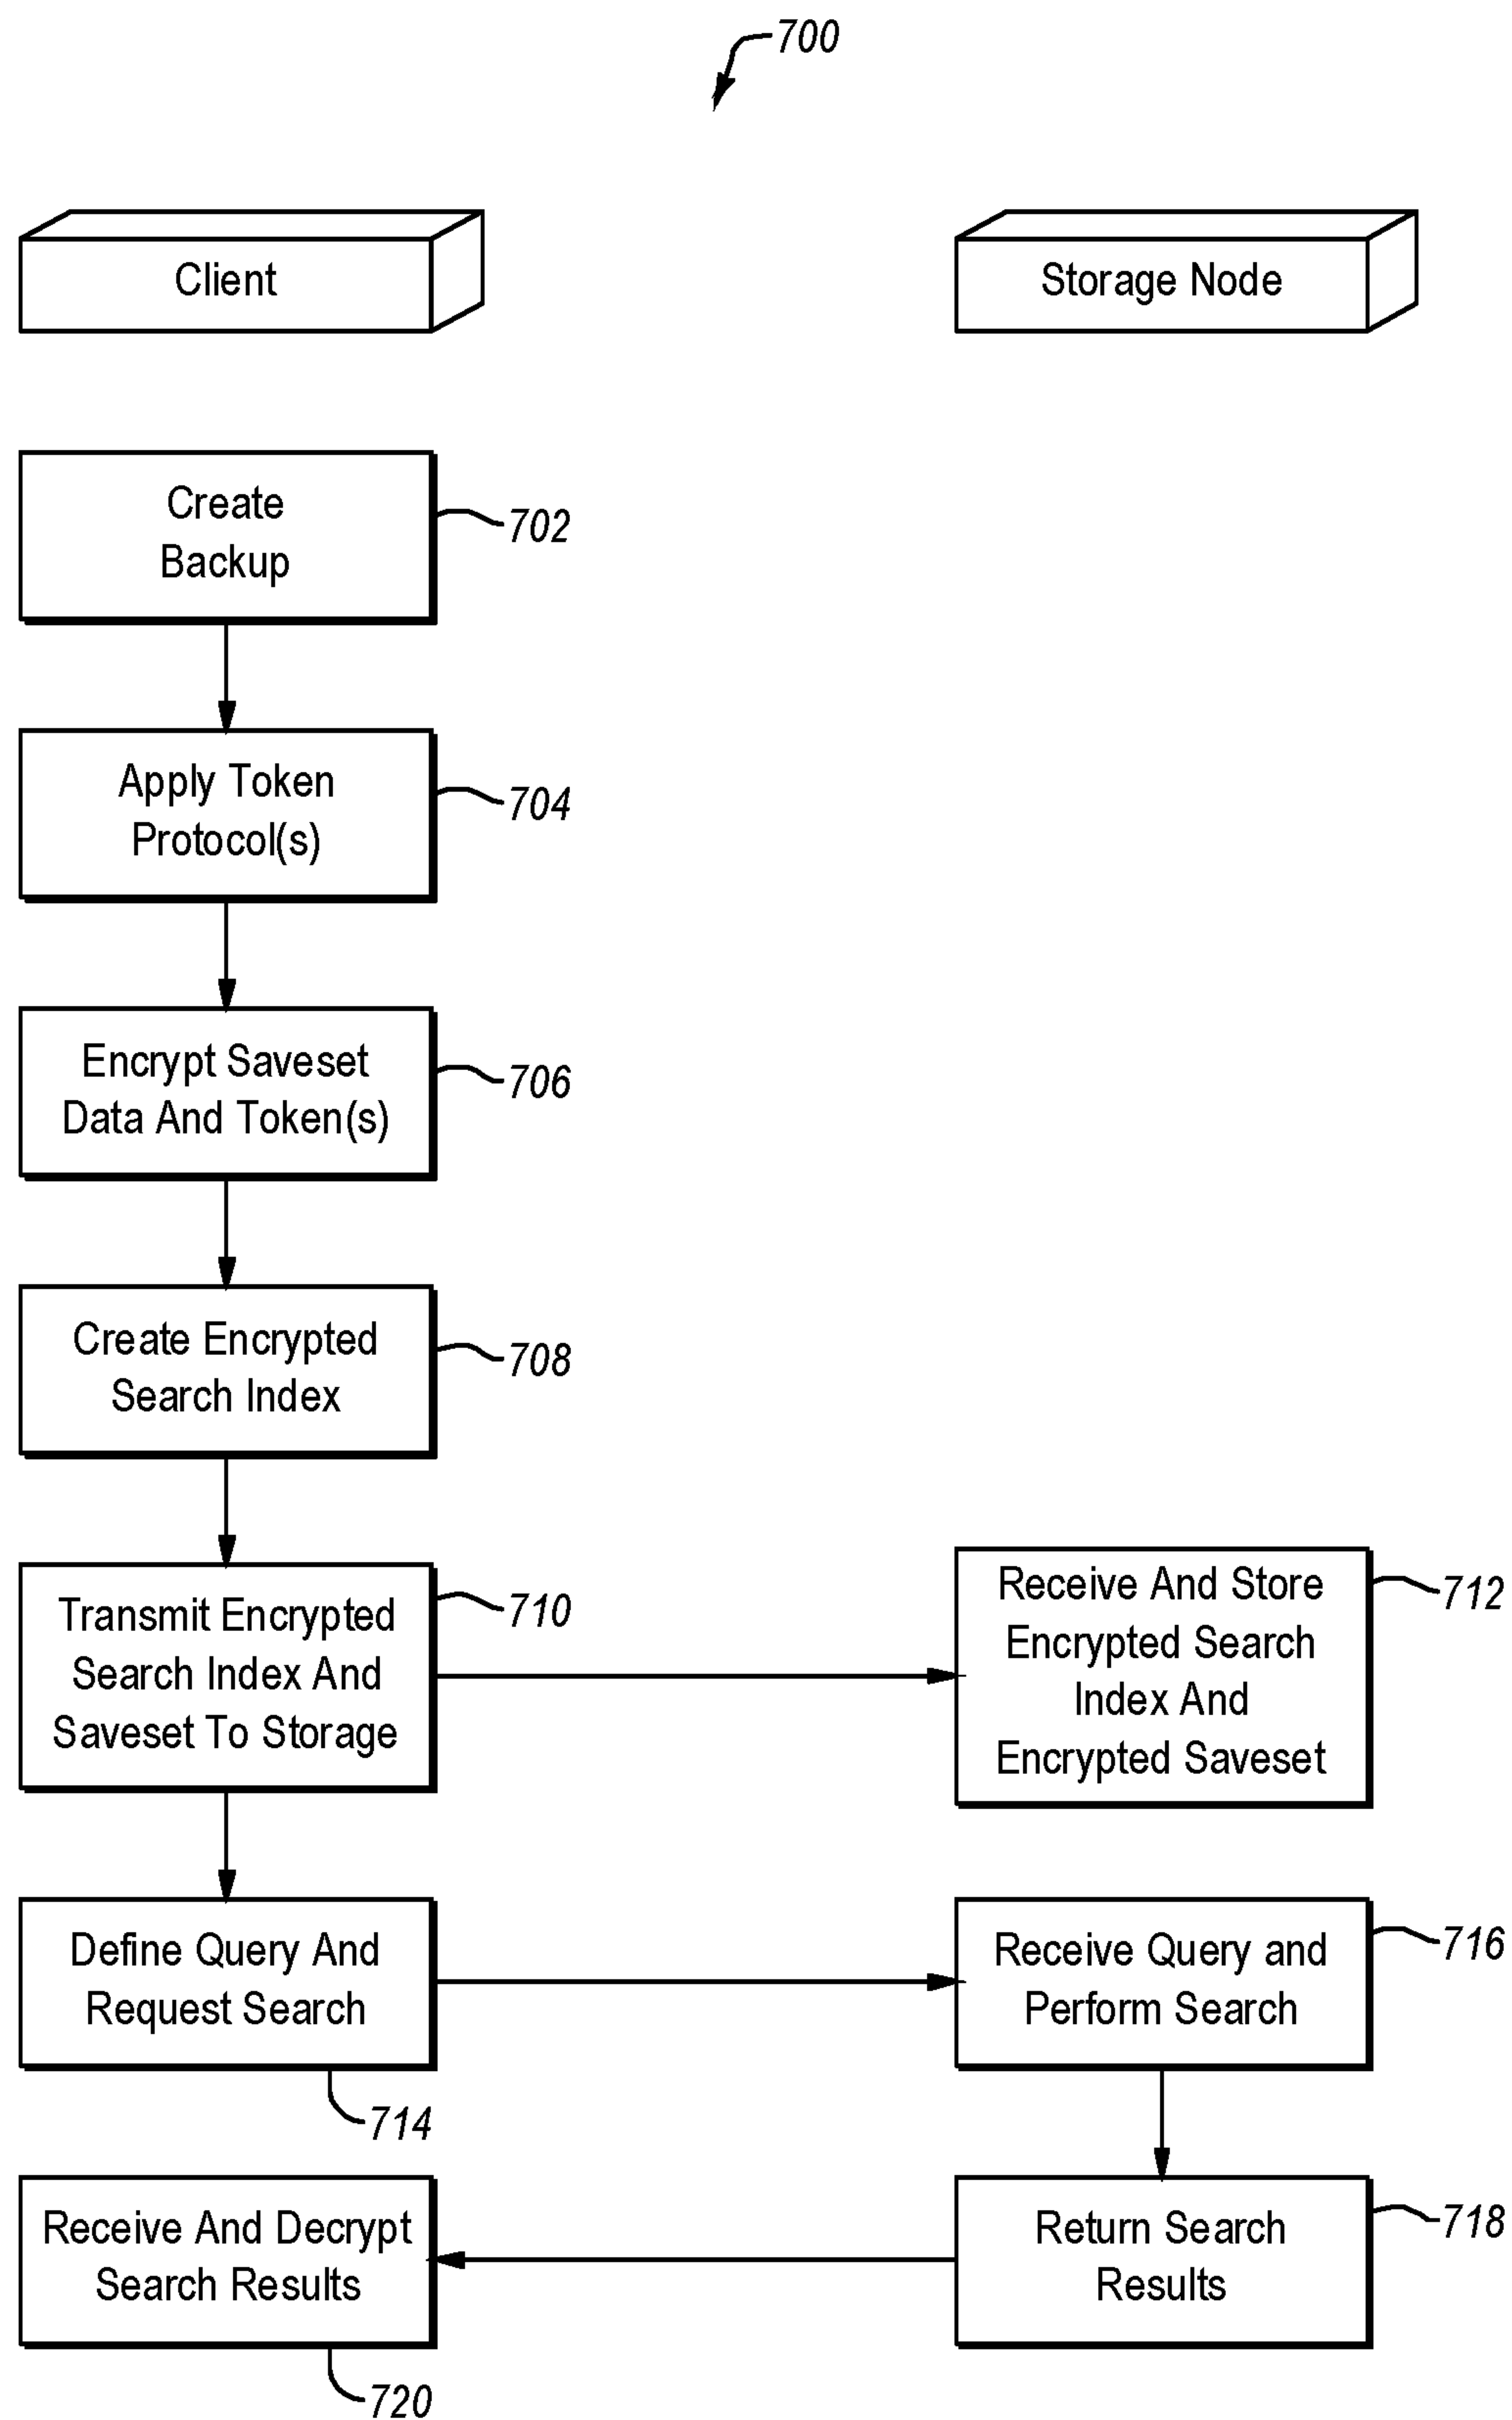 700
Client
Storage Node
Create
Backup
702
Apply Token
Protocol(s)
704
Encrypt Saveset
Data And Token(s)
706
Create Encrypted
Search Index
708
Transmit Encrypted
Search Index And
Saveset To Storage
710
Receive And Store
Encrypted Search
Index And
Encrypted Saveset
712
Define Query And
Request Search
714
Receive Query and
Perform Search
716
Return Search
Results
718
Receive And Decrypt
Search Results
720